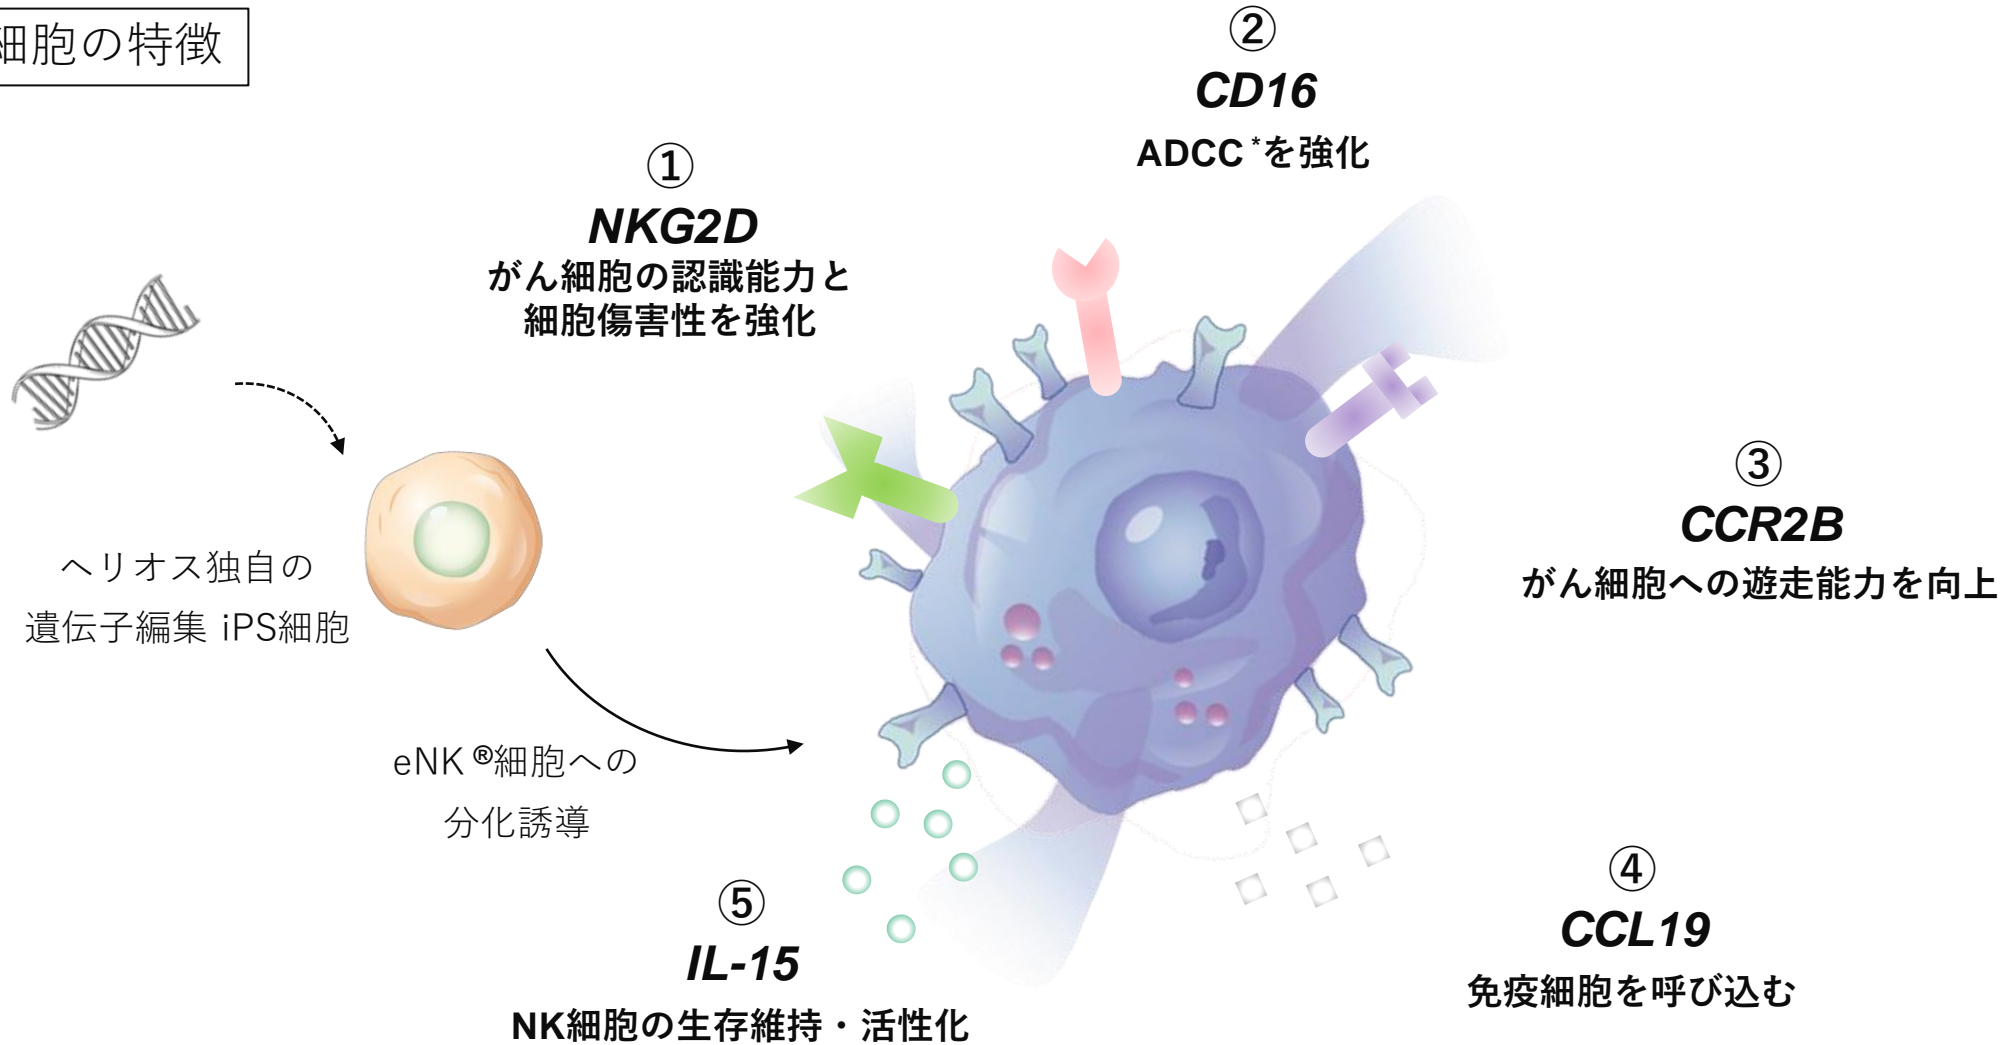 細胞の特徴
①
NKG2D
がん細胞の認識能力と
細胞傷害性を強化
②
CD16
ADCC*を強化
③
CCR2B
がん細胞への遊走能力を向上
④
CCL19
免疫細胞を呼び込む
⑤
IL-15
NK細胞の生存維持・活性化
ヘリオス独自の
遺伝子編集 iPS細胞
eNK®細胞への
分化誘導